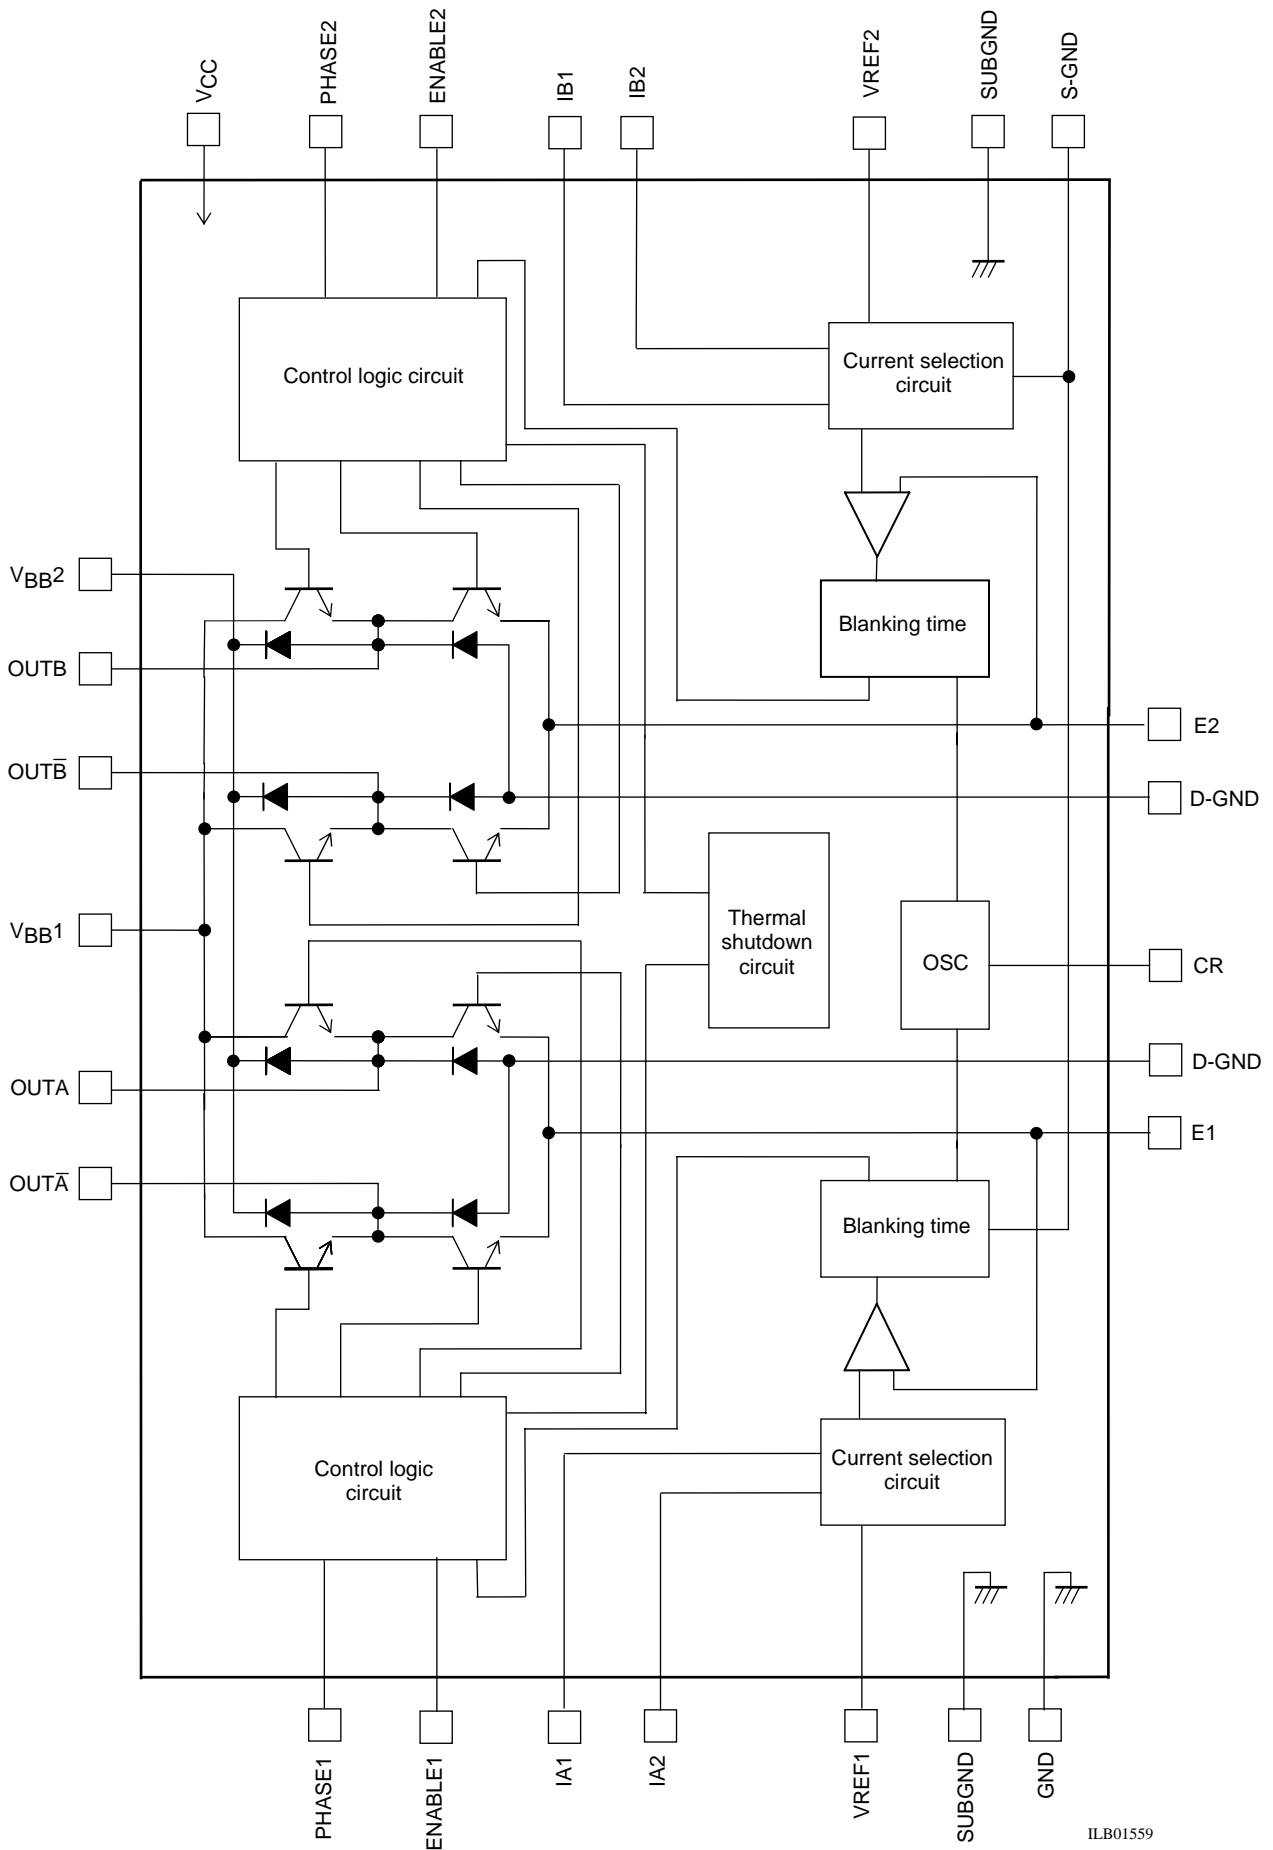 VCC
PHASE2
ENABLE2
IB1
IB2
VREF2
SUBGND
S-GND
Control logic circuit
Current selection
circuit
VBB2
Blanking time
OUTB
E2
OUTB̅
D-GND
Thermal
shutdown
circuit
VBB1
OSC
CR
D-GND
OUTA
E1
OUTA̅
Blanking time
Control logic
circuit
Current selection
circuit
PHASE1
ENABLE1
IA1
IA2
VREF1
SUBGND
GND
ILB01559